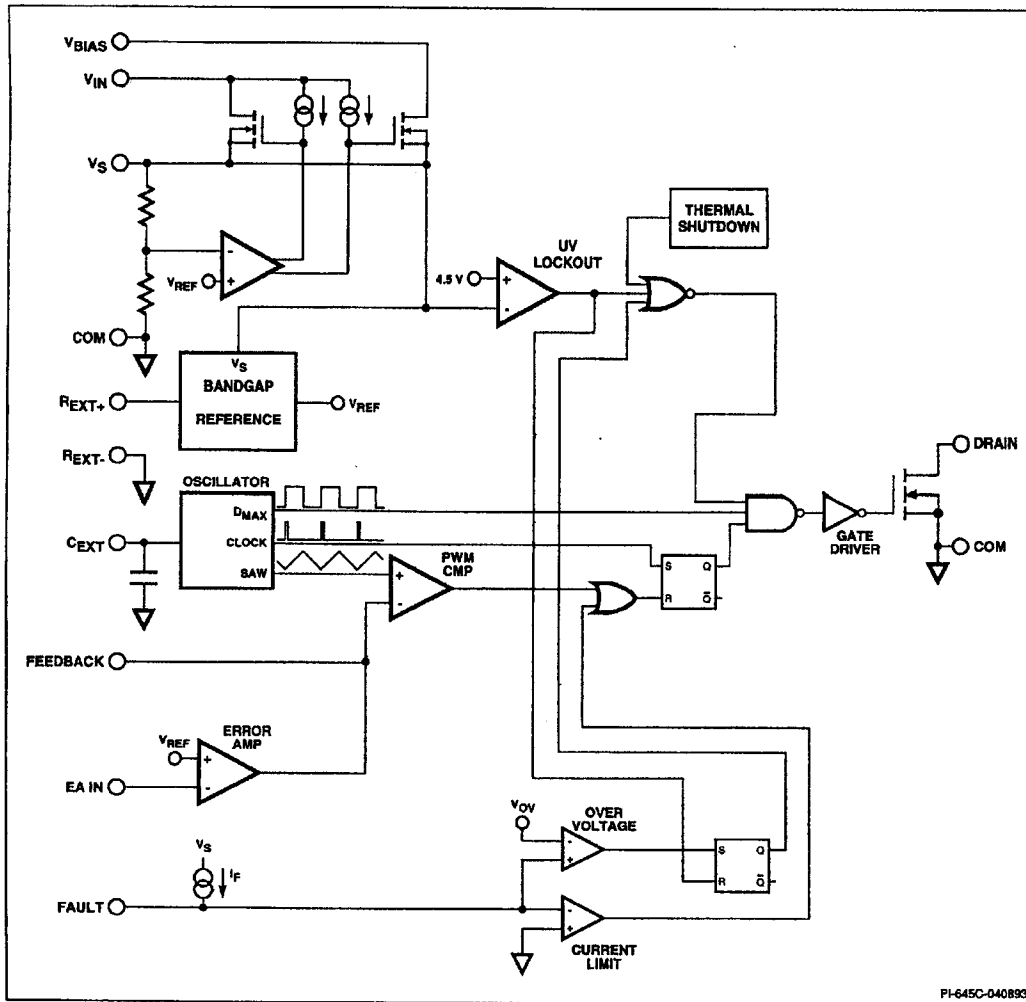 VBIAS
VIN
VS
VREF
COM
REXT+
REXT-
VS
BANDGAP
REFERENCE
VREF
4.5 V
UV
LOCKOUT
THERMAL
SHUTDOWN
OSCILLATOR
DMAX
CLOCK
SAW
CEXT
PWM
CMP
S
Q
R
Q̅
GATE
DRIVER
DRAIN
COM
FEEDBACK
ERROR
AMP
VREF
EA IN
VS
IF
FAULT
VOV
OVER
VOLTAGE
S
Q
R
Q̅
CURRENT
LIMIT
PI-645C-040893